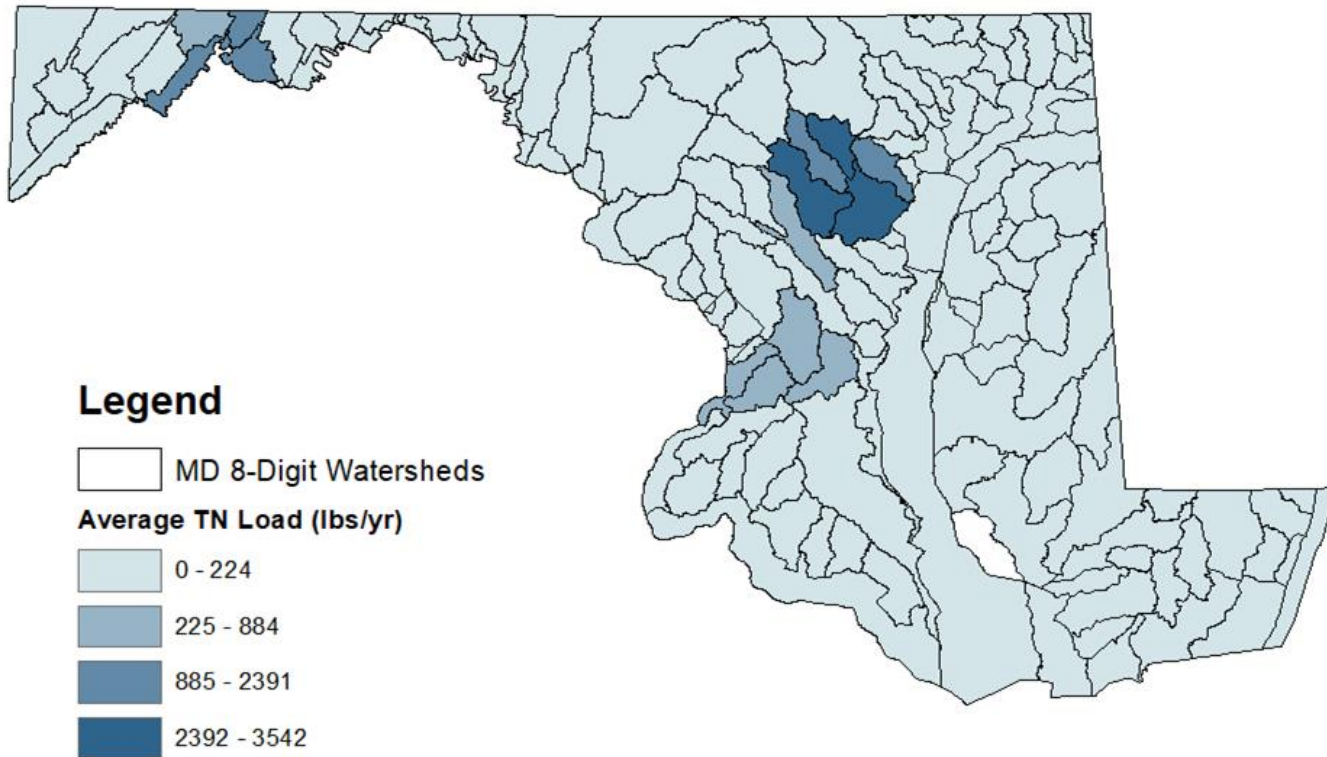 Legend
MD 8-Digit Watersheds
Average TN Load (lbs/yr)
0 - 224
225 - 884
885 - 2391
2392 - 3542